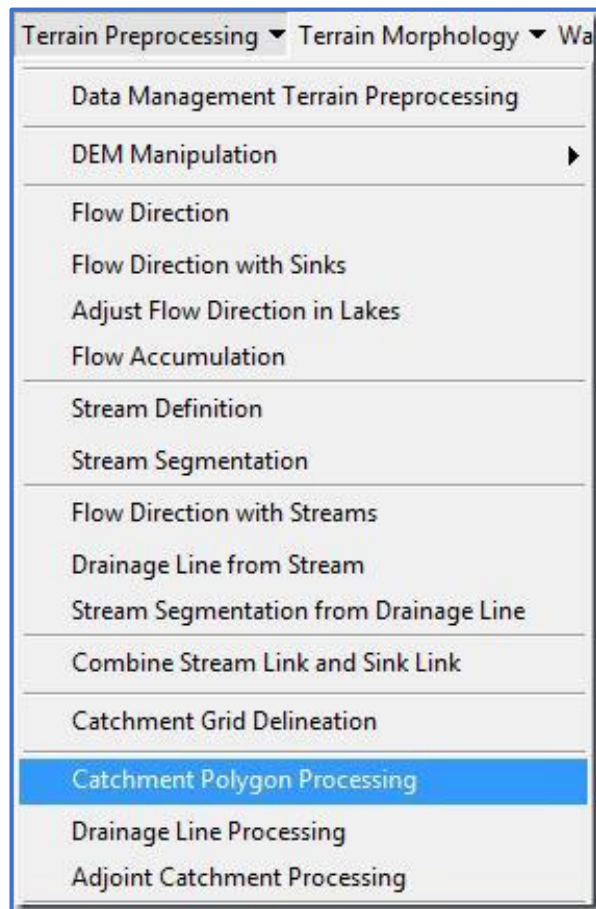 Terrain Preprocessing ▾ Terrain Morphology ▾ Wa
Data Management Terrain Preprocessing
DEM Manipulation
Flow Direction
Flow Direction with Sinks
Adjust Flow Direction in Lakes
Flow Accumulation
Stream Definition
Stream Segmentation
Flow Direction with Streams
Drainage Line from Stream
Stream Segmentation from Drainage Line
Combine Stream Link and Sink Link
Catchment Grid Delineation
Catchment Polygon Processing
Drainage Line Processing
Adjoint Catchment Processing